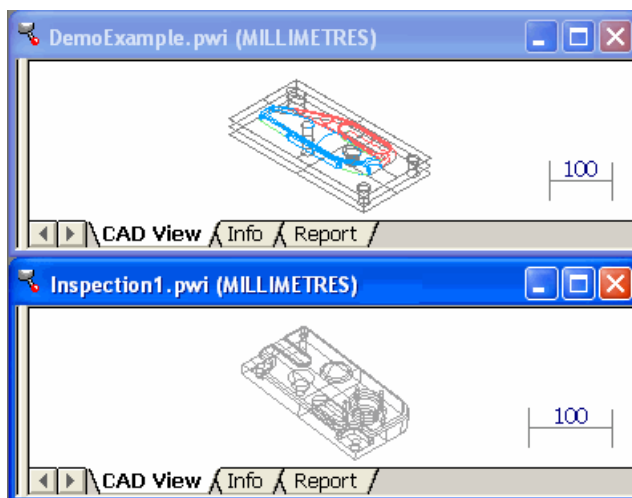 DemoExample.pwi (MILLIMETRES)
100
CAD View Info Report
Inspection1.pwi (MILLIMETRES)
100
CAD View Info Report